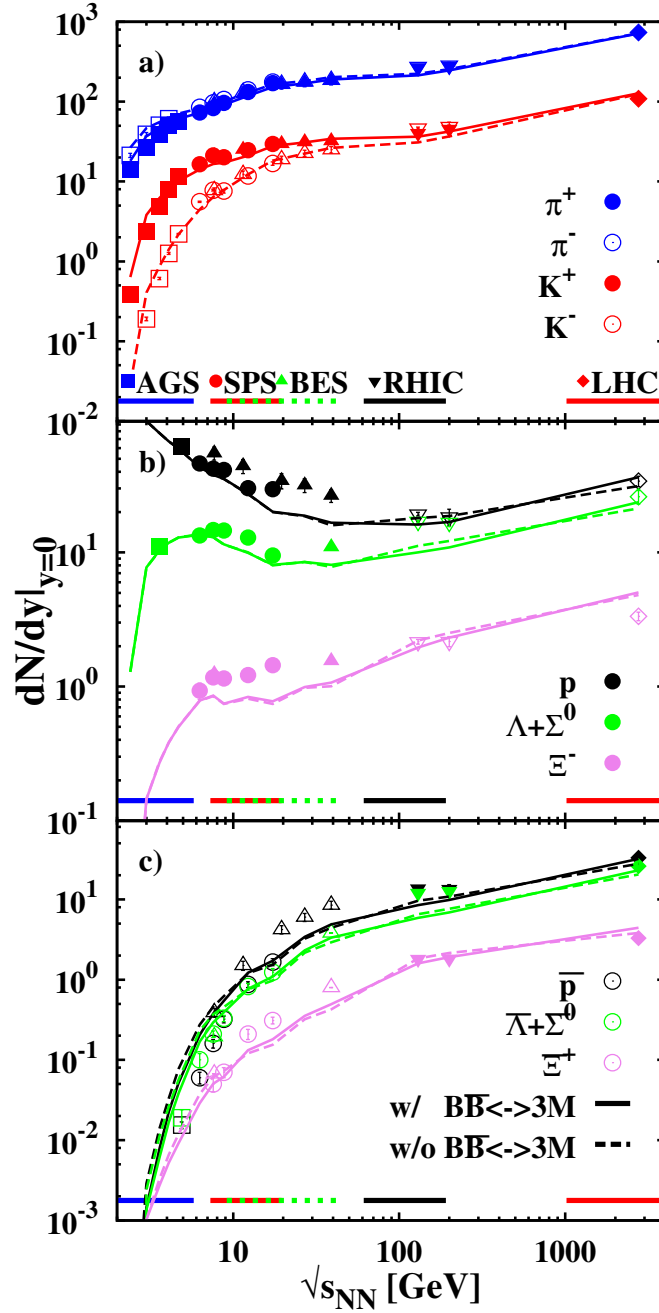 10³
a)
10²
10¹
10⁰
10⁻¹
π⁺
π⁻
K⁺
K⁻
AGS SPS BES RHIC LHC
10⁻²
b)
10¹
10⁰
10⁻¹
dN/dy|y=0
p
Λ+Σ⁰
Ξ⁻
c)
10¹
10⁰
10⁻¹
10⁻²
10⁻³
p̅
Λ̅+Σ̅⁰
Ξ̅⁺
w/ BB̅<->3M
w/o BB̅<->3M
10 100 1000
√sNN [GeV]